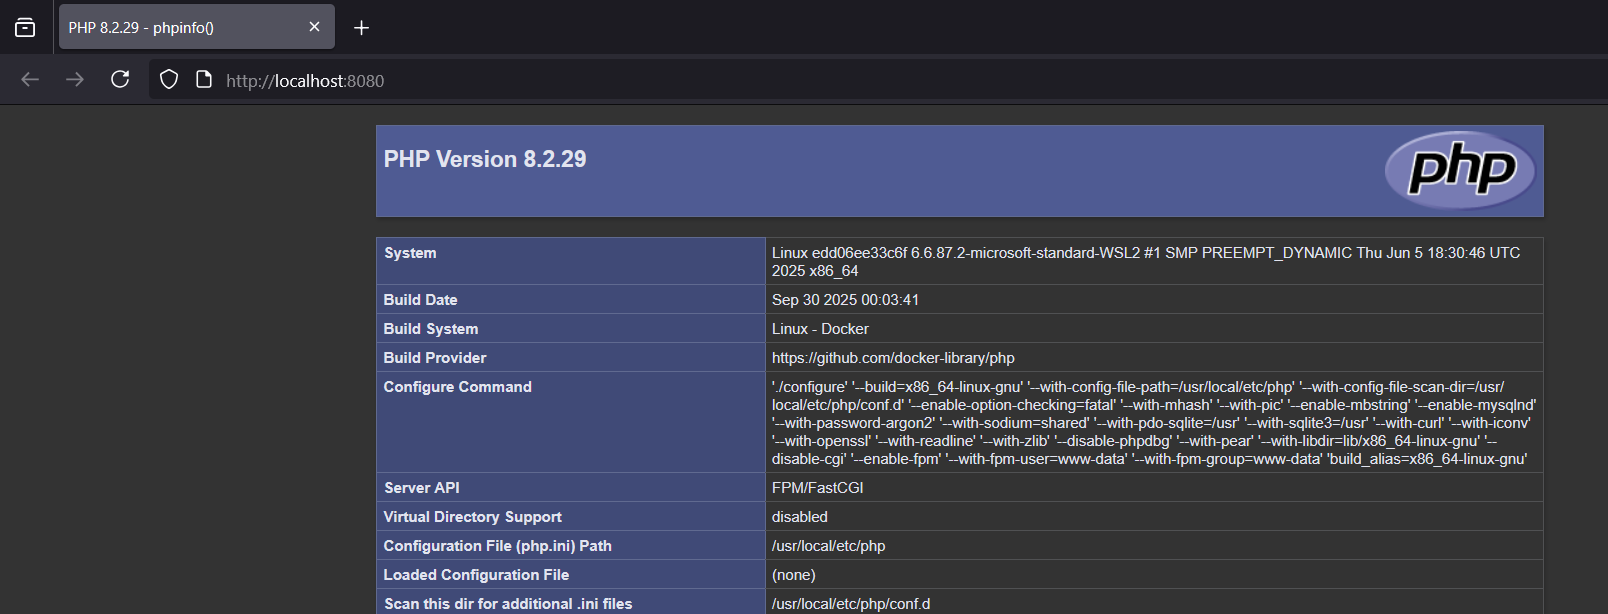 PHP 8.2.29 - phpinfo()
http://localhost:8080
PHP Version 8.2.29
php
System
Linux edd06ee33c6f 6.6.87.2-microsoft-standard-WSL2 #1 SMP PREEMPT_DYNAMIC Thu Jun 5 18:30:46 UTC
2025 x86_64
Build Date
Sep 30 2025 00:03:41
Build System
Linux - Docker
Build Provider
https://github.com/docker-library/php
Configure Command
'./configure' '--build=x86_64-linux-gnu' '--with-config-file-path=/usr/local/etc/php' '--with-config-file-scan-dir=/usr/
local/etc/php/conf.d' '--enable-option-checking=fatal' '--with-mhash' '--with-pic' '--enable-mbstring' '--enable-mysqlnd'
'--with-password-argon2' '--with-sodium=shared' '--with-pdo-sqlite=/usr' '--with-sqlite3=/usr' '--with-curl' '--with-iconv'
'--with-openssl' '--with-readline' '--with-zlib' '--disable-phpdbg' '--with-pear' '--with-libdir=lib/x86_64-linux-gnu' '--
disable-cgi' '--enable-fpm' '--with-fpm-user=www-data' '--with-fpm-group=www-data' 'build_alias=x86_64-linux-gnu'
Server API
FPM/FastCGI
Virtual Directory Support
disabled
Configuration File (php.ini) Path
/usr/local/etc/php
Loaded Configuration File
(none)
Scan this dir for additional .ini files
/usr/local/etc/php/conf.d